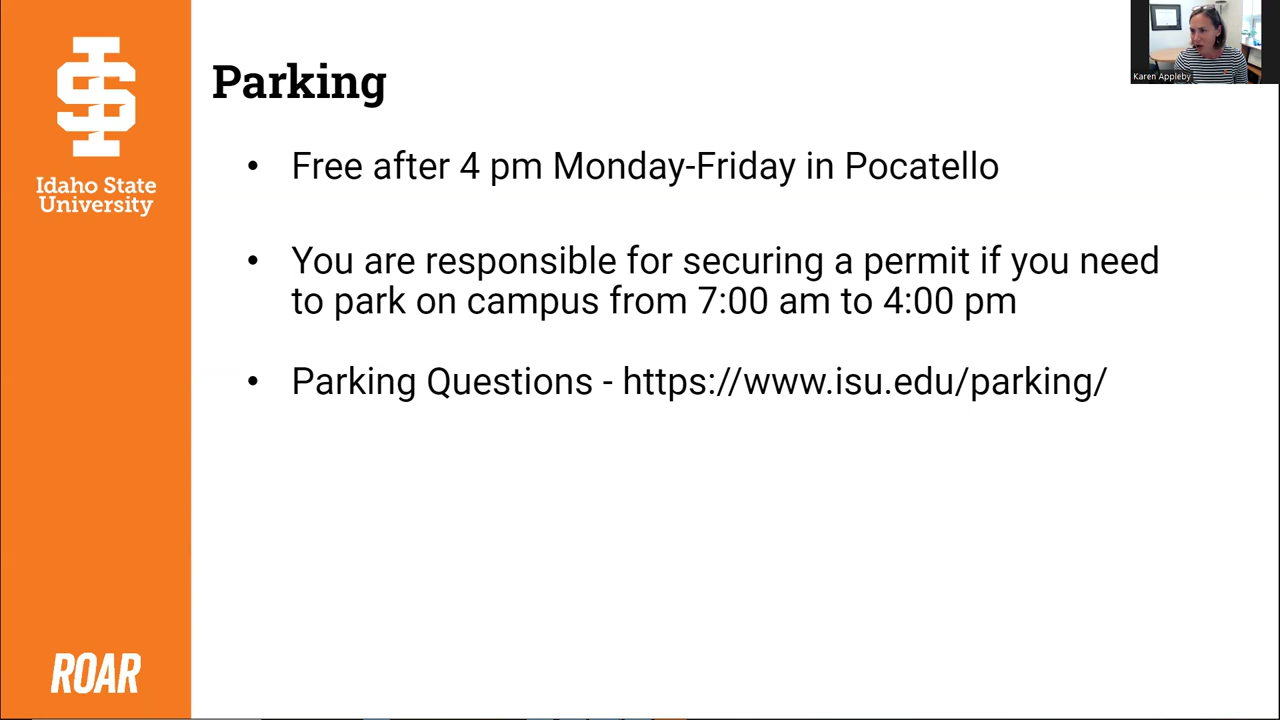 Idaho State
University
Parking
• Free after 4 pm Monday-Friday in Pocatello
• You are responsible for securing a permit if you need
to park on campus from 7:00 am to 4:00 pm
• Parking Questions - https://www.isu.edu/parking/
Karen Appleby
ROAR